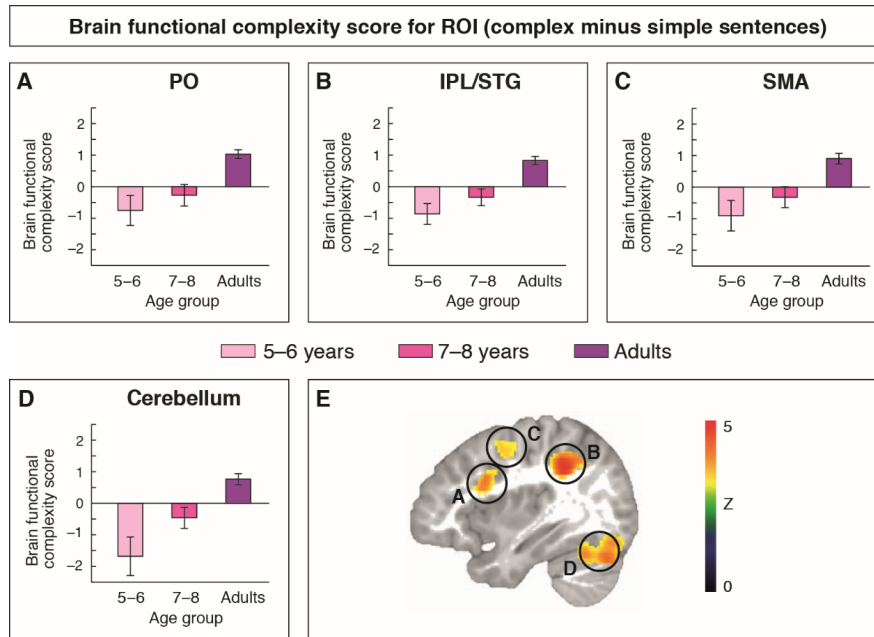 Brain functional complexity score for ROI (complex minus simple sentences)
A
PO
Brain functional
complexity score
2
1
0
−1
−2
5–6
7–8
Adults
Age group
B
IPL/STG
Brain functional
complexity score
2
1
0
−1
−2
5–6
7–8
Adults
Age group
C
SMA
Brain functional
complexity score
2
1
0
−1
−2
5–6
7–8
Adults
Age group
5–6 years
7–8 years
Adults
D
Cerebellum
Brain functional
complexity score
2
1
0
−1
−2
5–6
7–8
Adults
Age group
E
C
B
A
D
5
Z
0